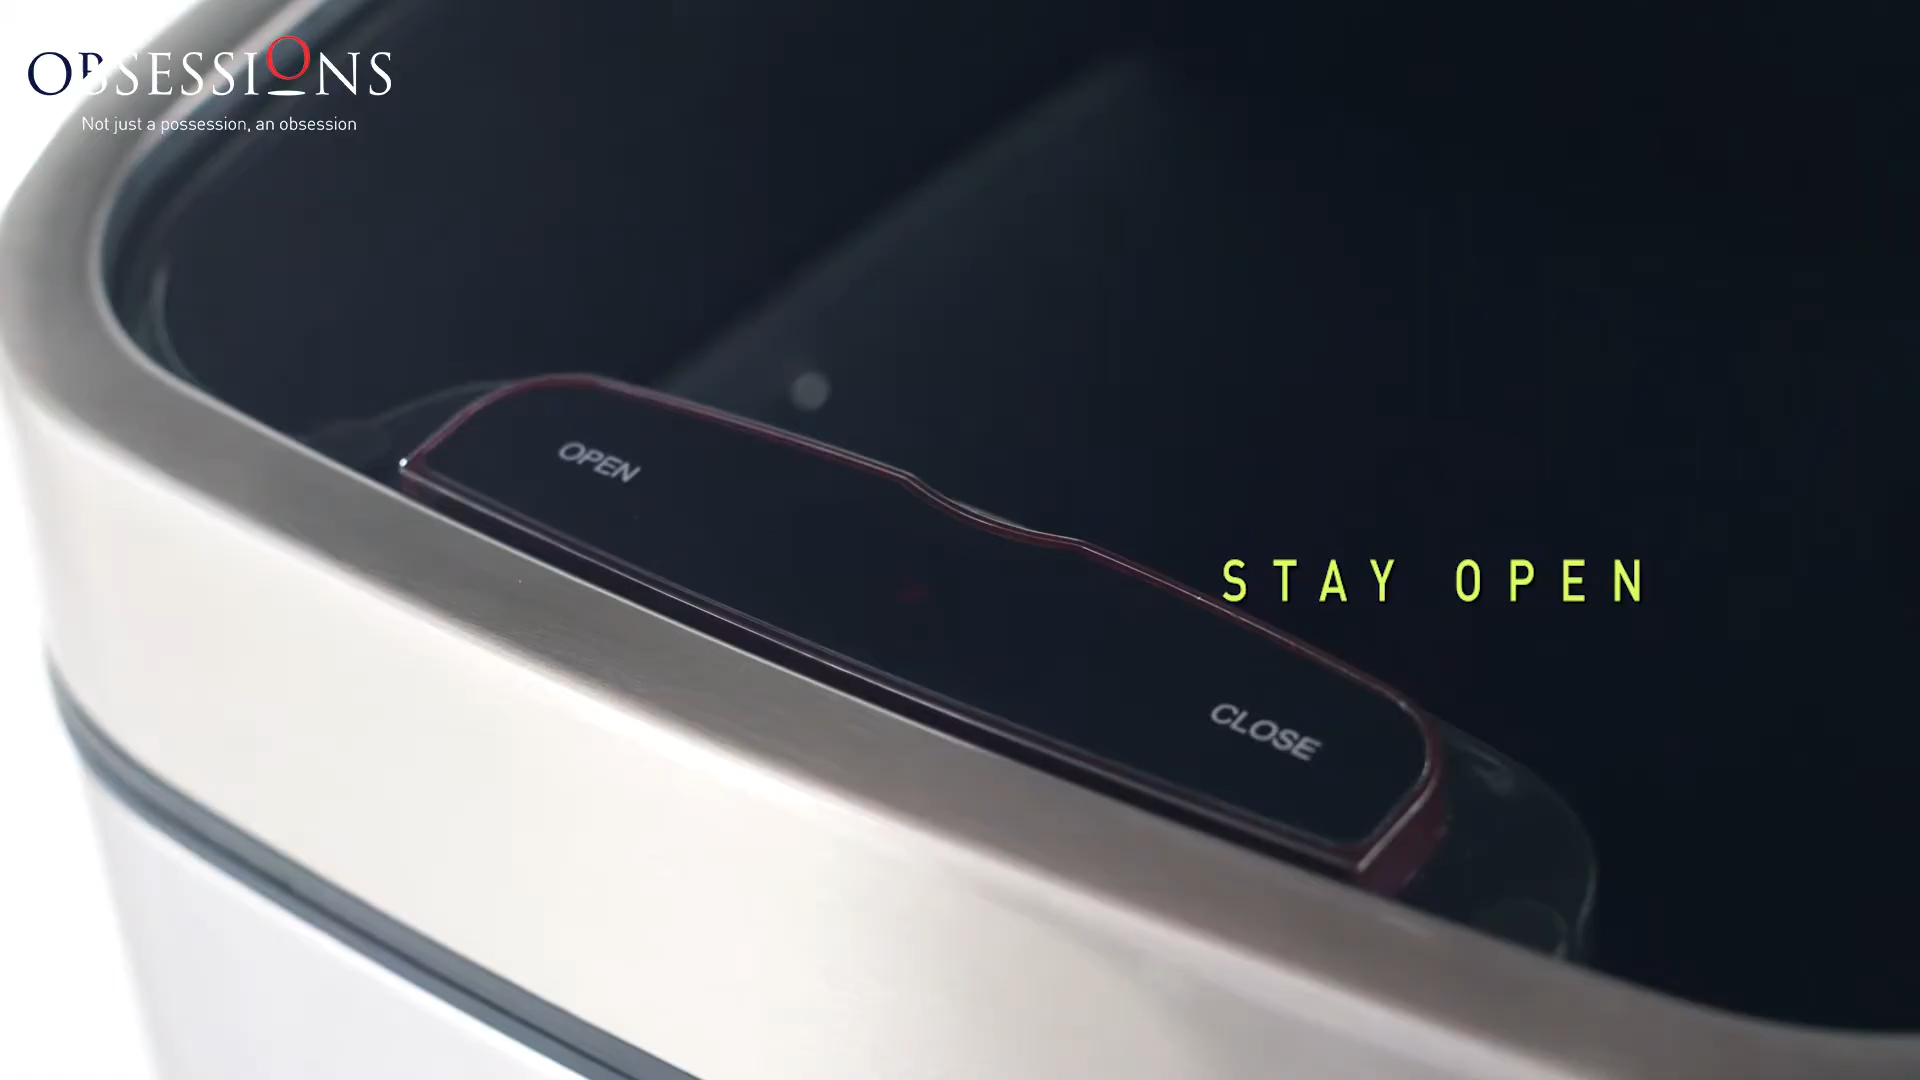 OBSESSIONS
Not just a possession, an obsession
OPEN
STAY OPEN
CLOSE